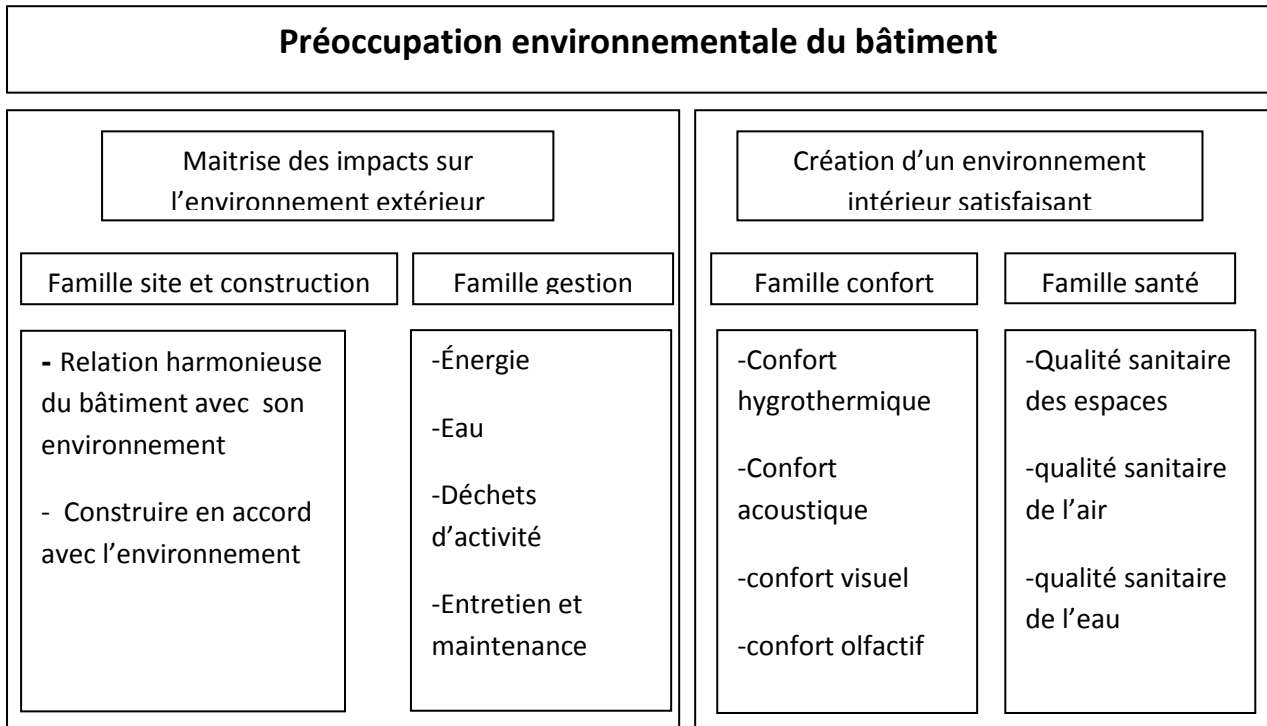 Préoccupation environnementale du bâtiment
Maitrise des impacts sur
l’environnement extérieur
Famille site et construction
- Relation harmonieuse
du bâtiment avec son
environnement
- Construire en accord
avec l’environnement
Famille gestion
-Énergie
-Eau
-Déchets
d’activité
-Entretien et
maintenance
Création d’un environnement
intérieur satisfaisant
Famille confort
-Confort
hygrothermique
-Confort
acoustique
-confort visuel
-confort olfactif
Famille santé
-Qualité sanitaire
des espaces
-qualité sanitaire
de l’air
-qualité sanitaire
de l’eau